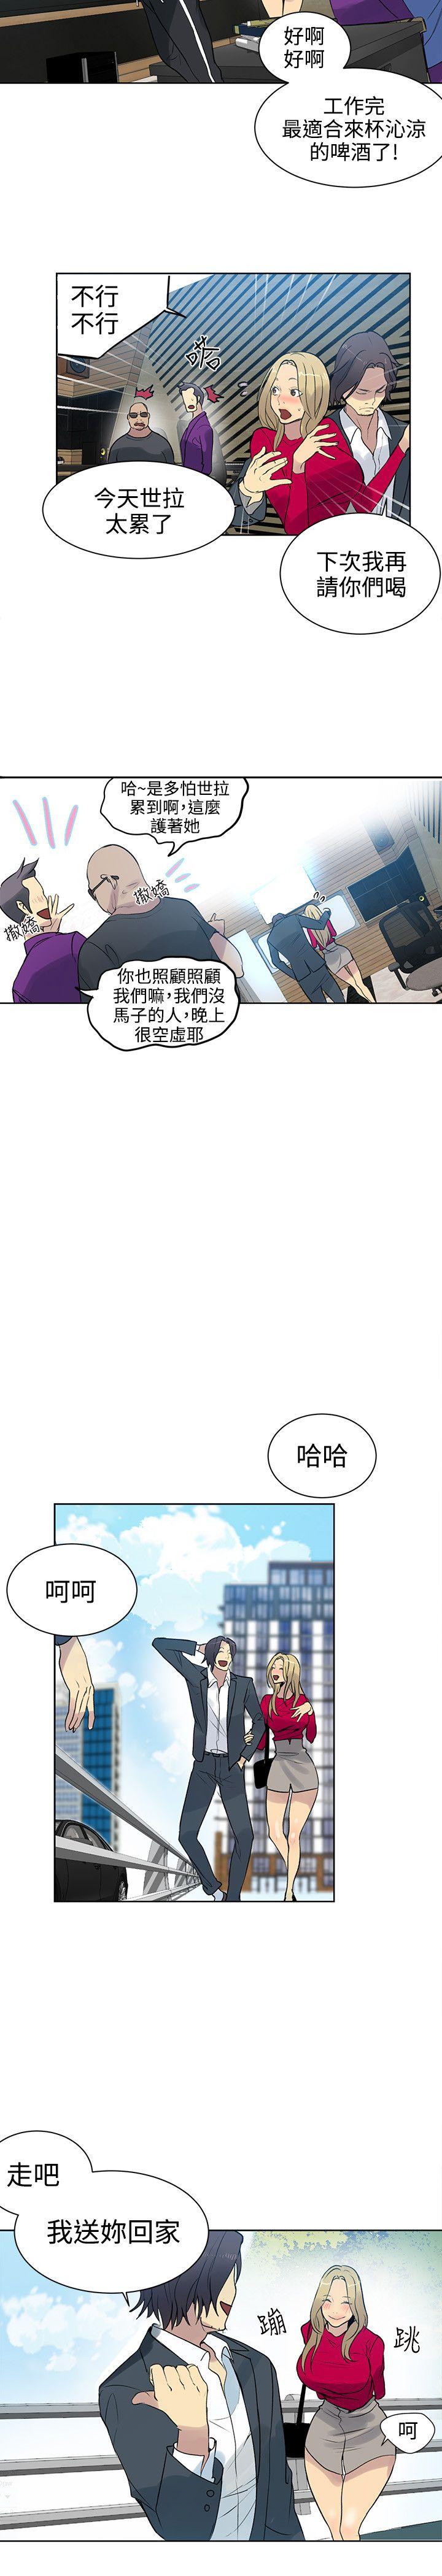 好啊
好啊
工作完
最適合來杯沁涼
的啤酒了!
不行
不行
哈
今天世拉
太累了
下次我再
請你們喝
哈~是多怕世拉
累到啊,這麼
護著她
撒嬌
撒嬌
你也照顧照顧
我們嘛,我們沒
馬子的人,晚上
很空虛耶
哈哈
呵呵
走吧
我送妳回家
蹦
跳
呵